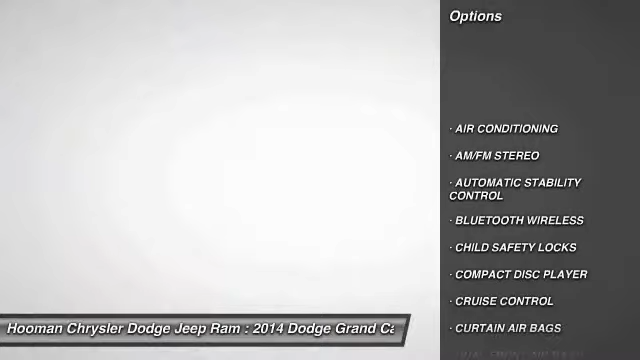 Options
· AIR CONDITIONING
· AM/FM STEREO
· AUTOMATIC STABILITY
CONTROL
· BLUETOOTH WIRELESS
· CHILD SAFETY LOCKS
· COMPACT DISC PLAYER
· CRUISE CONTROL
· CURTAIN AIR BAGS
Hooman Chrysler Dodge Jeep Ram : 2014 Dodge Grand Ca